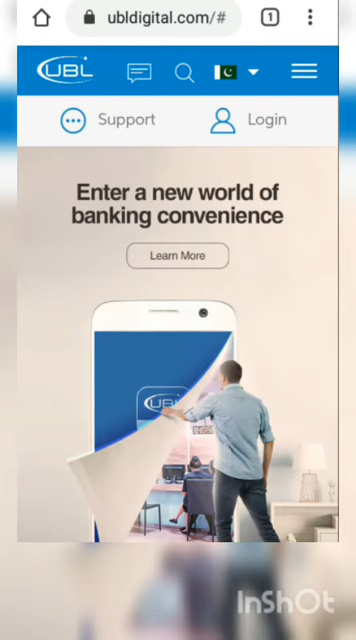 ubldigital.com/#
1
UBL
Support
Login
Enter a new world of
banking convenience
Learn More
UBL
InShOt